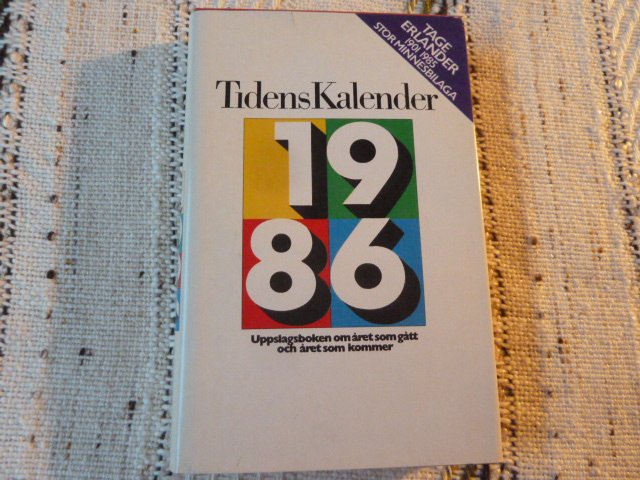 TAGE
ERLANDER
1901-1985
STOR MINNESBILAGA
TidensKalender
19
86
Uppslagsboken om året som gått
och året som kommer